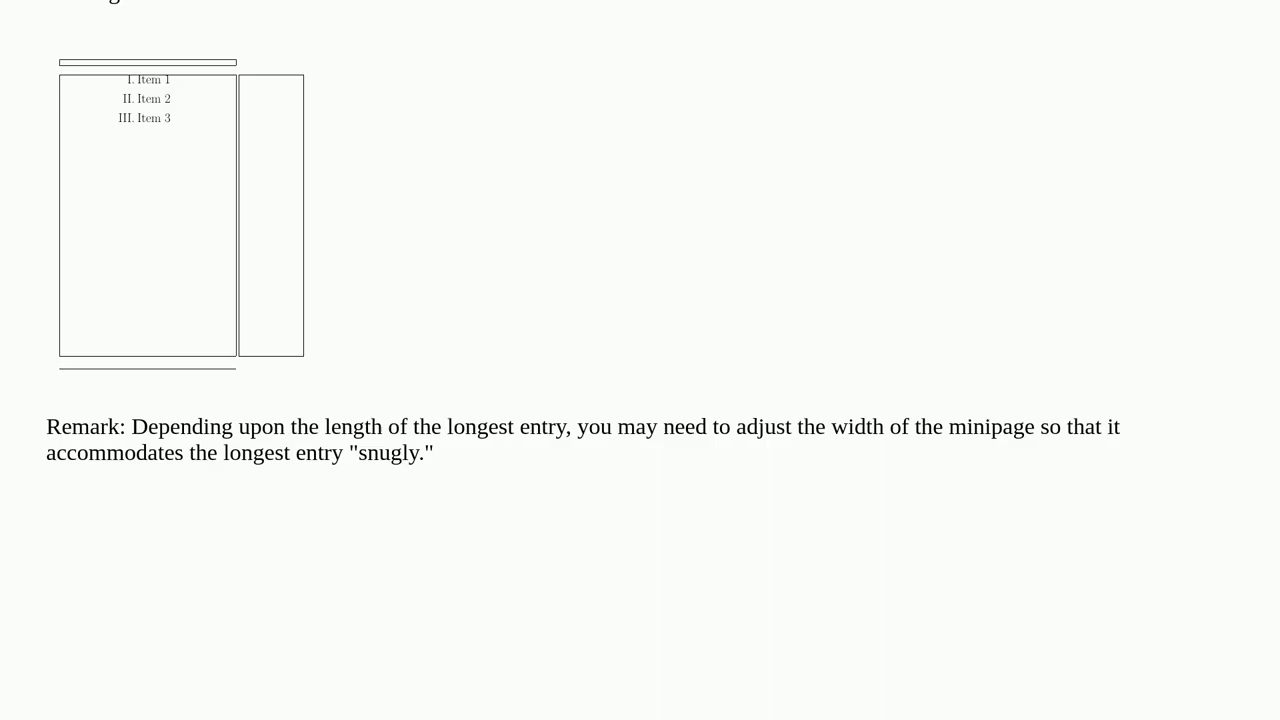 I. Item 1
II. Item 2
III. Item 3
Remark: Depending upon the length of the longest entry, you may need to adjust the width of the minipage so that it
accommodates the longest entry "snugly."